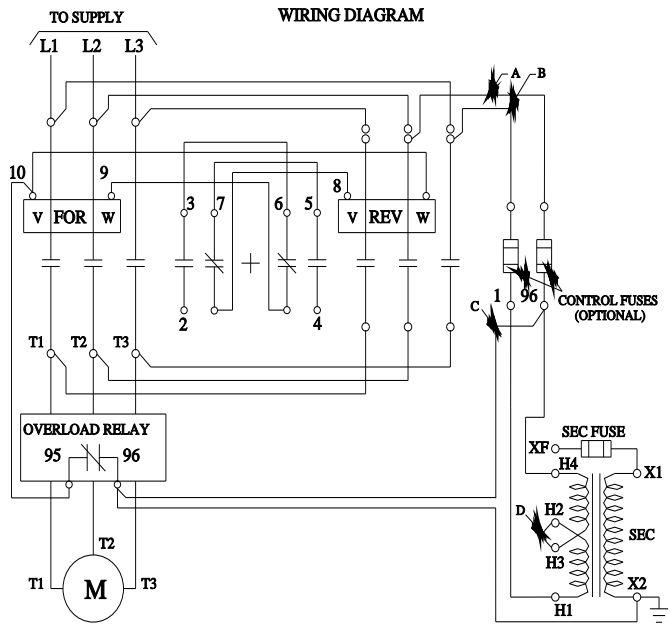 WIRING DIAGRAM
TO SUPPLY
L1 L2 L3
A B
10 9 3 7 6 5 8
V FOR W
V REV W
2 4
1 96
CONTROL FUSES
(OPTIONAL)
C
T1 T2 T3
OVERLOAD RELAY
95 96
SEC FUSE
XF
H4 X1
D H2
SEC
H3
T2
T1 M T3
X2
H1